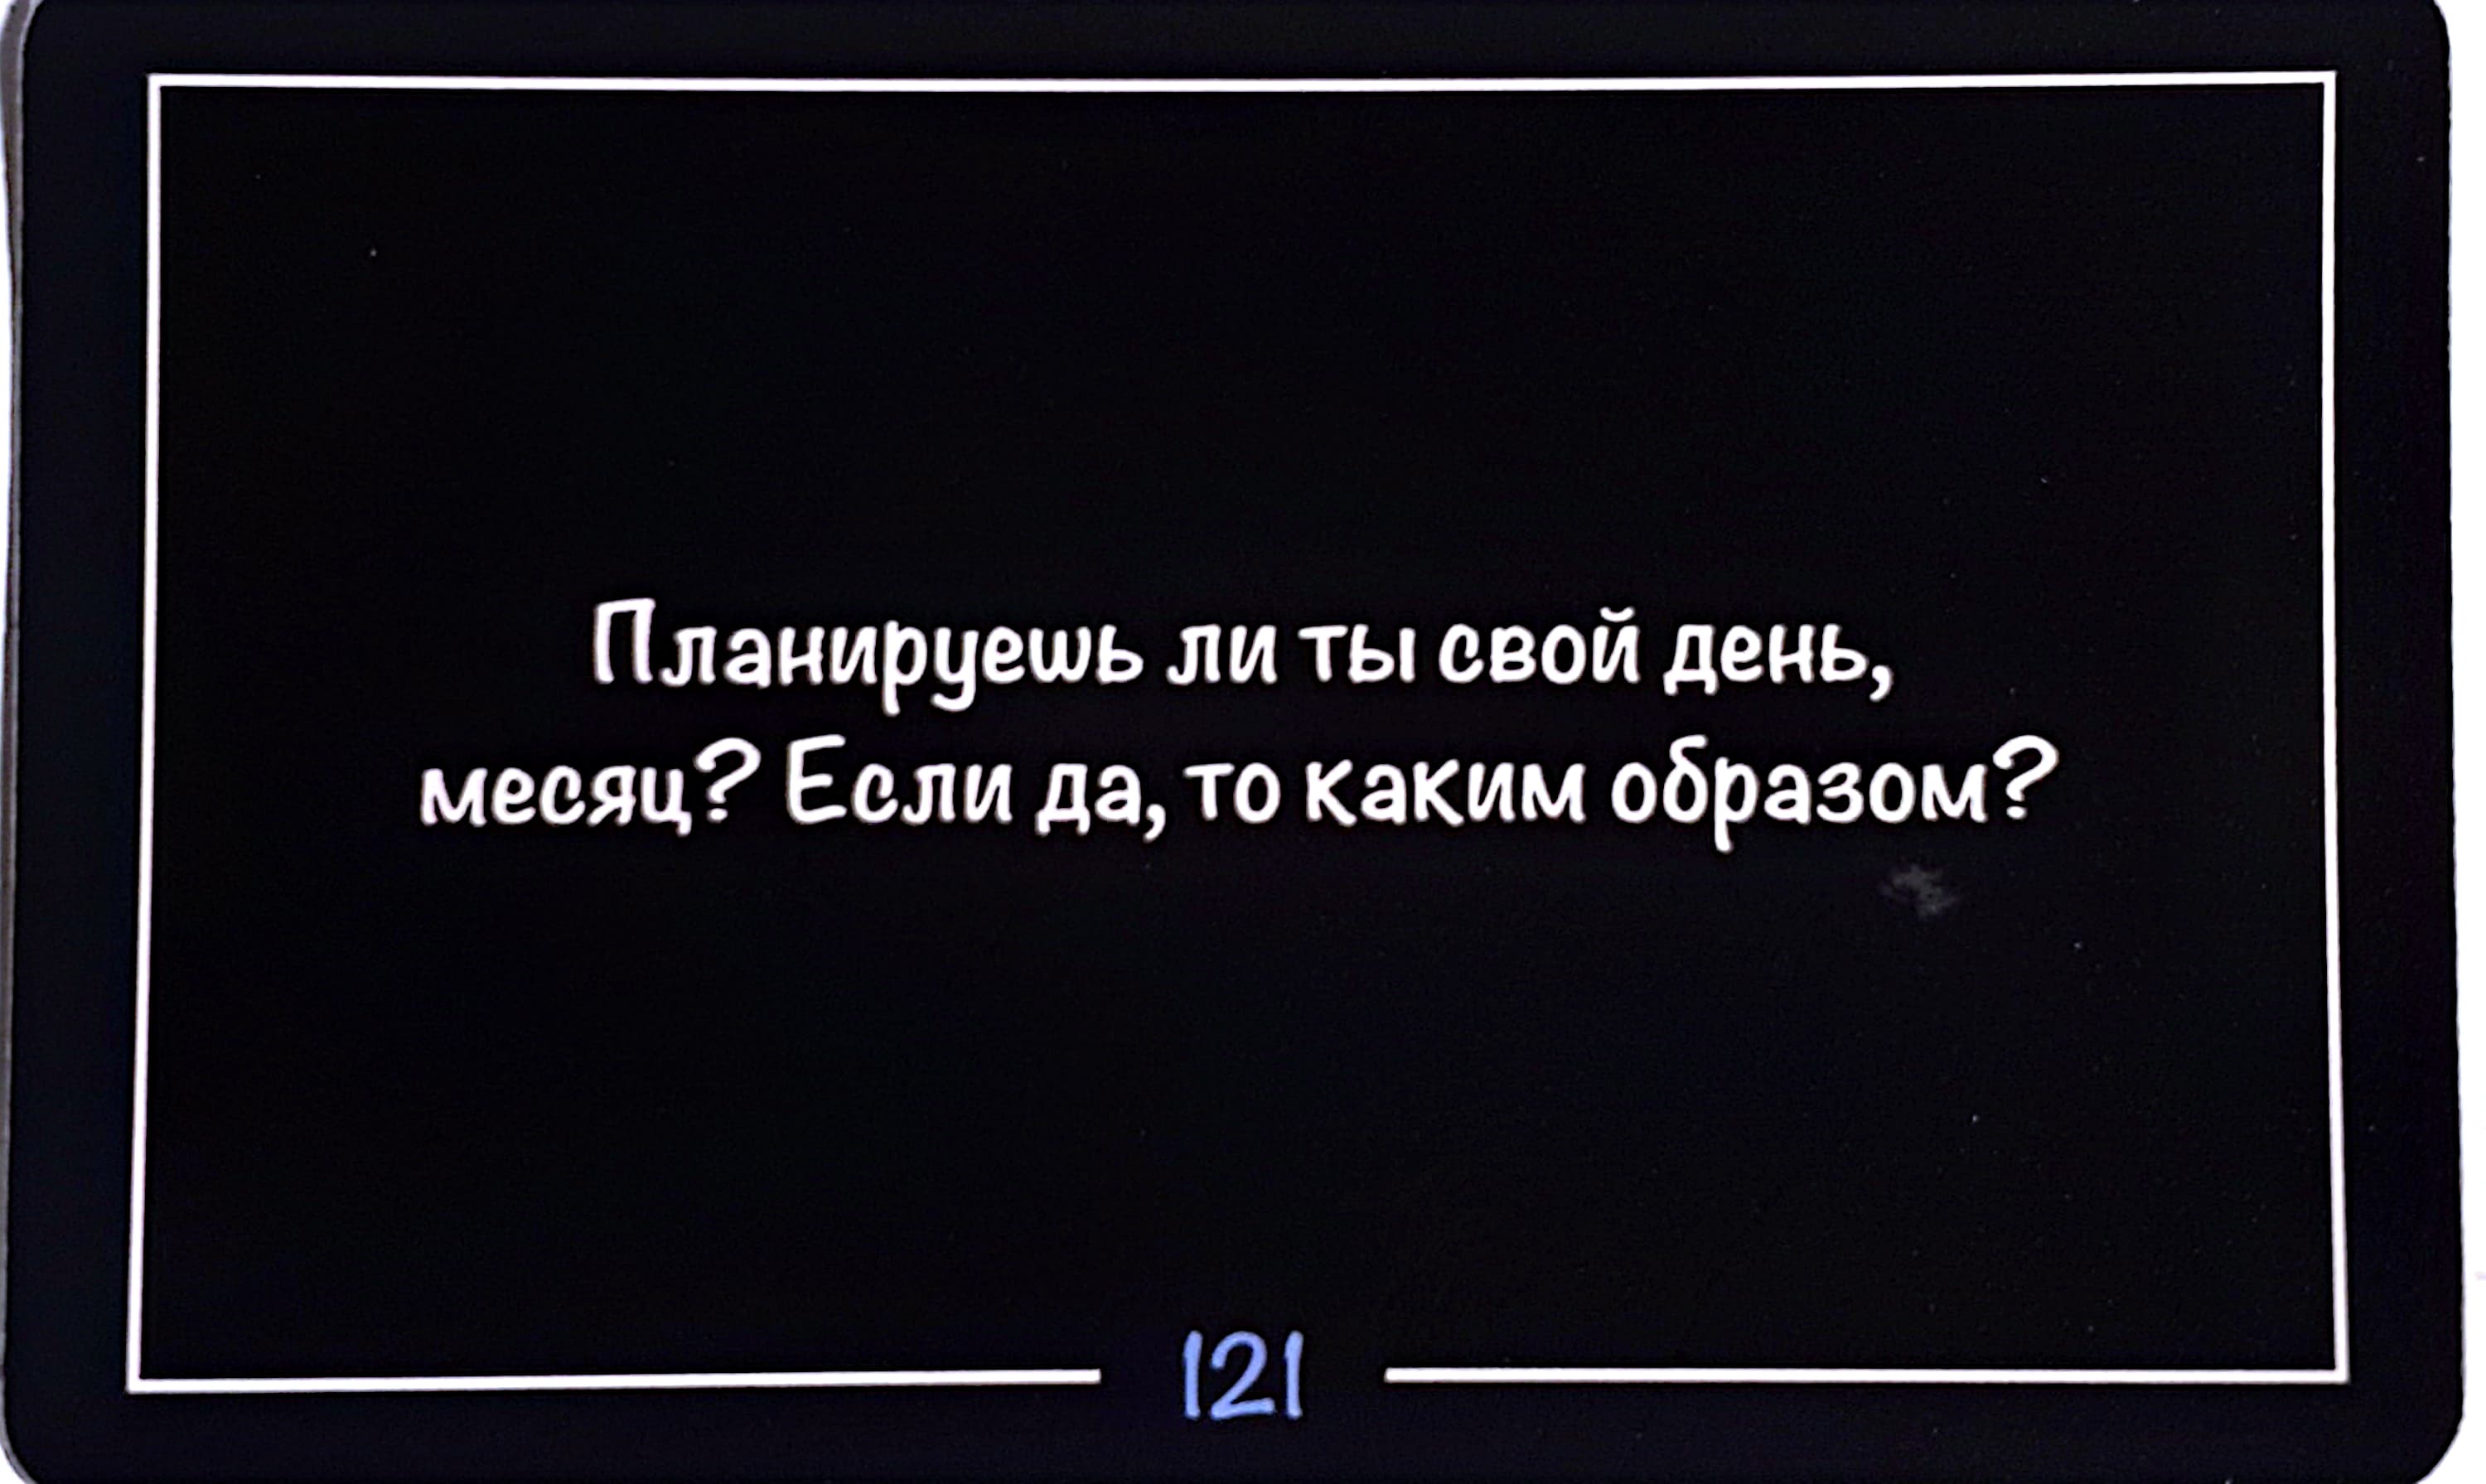 Планируешь ли ты свой день,
месяц? Если да, то каким образом?
121